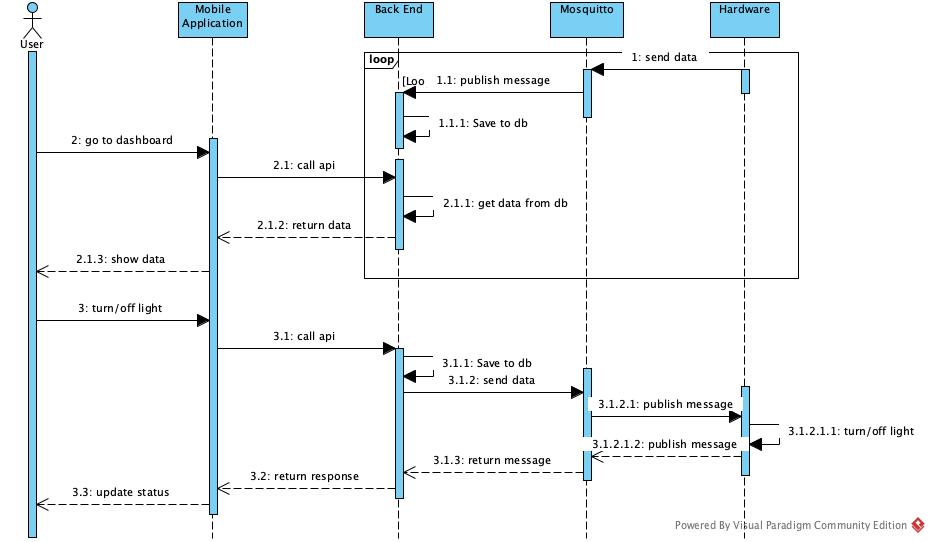 Mobile
Application
Back End
Mosquitto
Hardware
User
loop
1: send data
[Loo
1.1: publish message
1.1.1: Save to db
2: go to dashboard
2.1: call api
2.1.1: get data from db
2.1.2: return data
2.1.3: show data
3: turn/off light
3.1: call api
3.1.1: Save to db
3.1.2: send data
3.1.2.1: publish message
3.1.2.1.1: turn/off light
3.1.2.1.2: publish message
3.1.3: return message
3.2: return response
3.3: update status
Powered By Visual Paradigm Community Edition